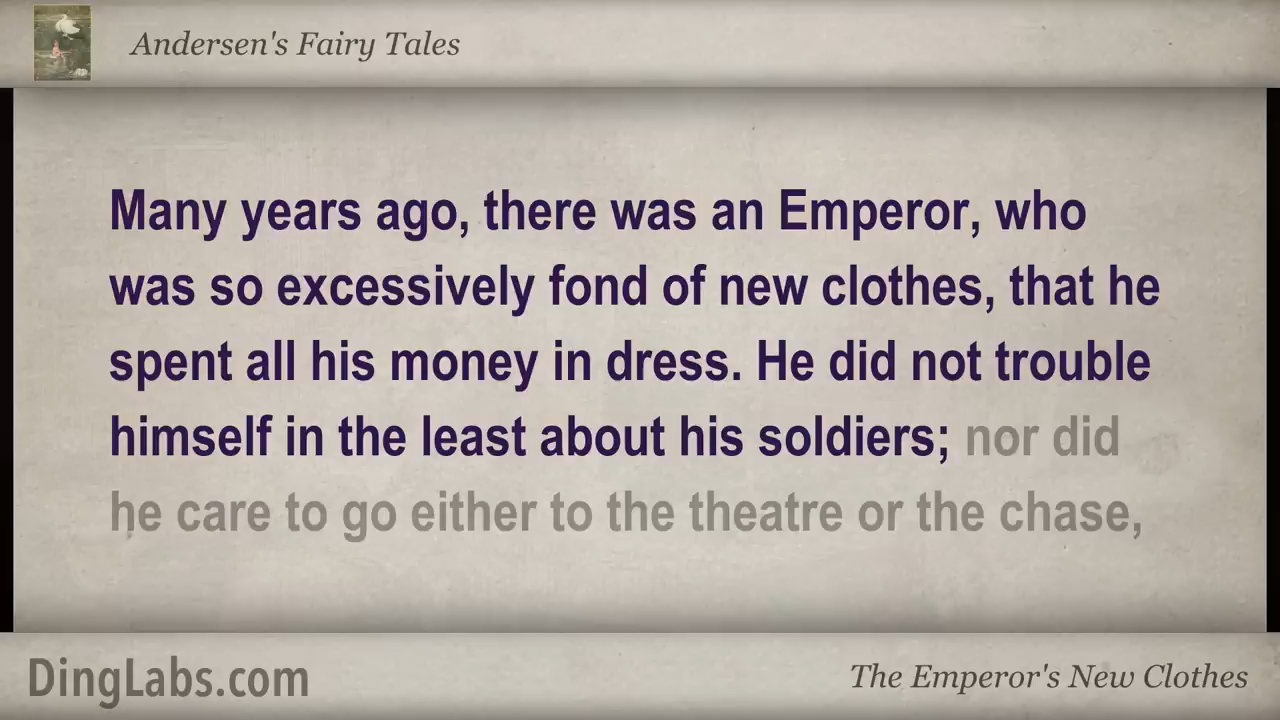 Andersen's Fairy Tales
Many years ago, there was an Emperor, who
was so excessively fond of new clothes, that he
spent all his money in dress. He did not trouble
himself in the least about his soldiers; nor did
he care to go either to the theatre or the chase,
DingLabs.com
The Emperor's New Clothes